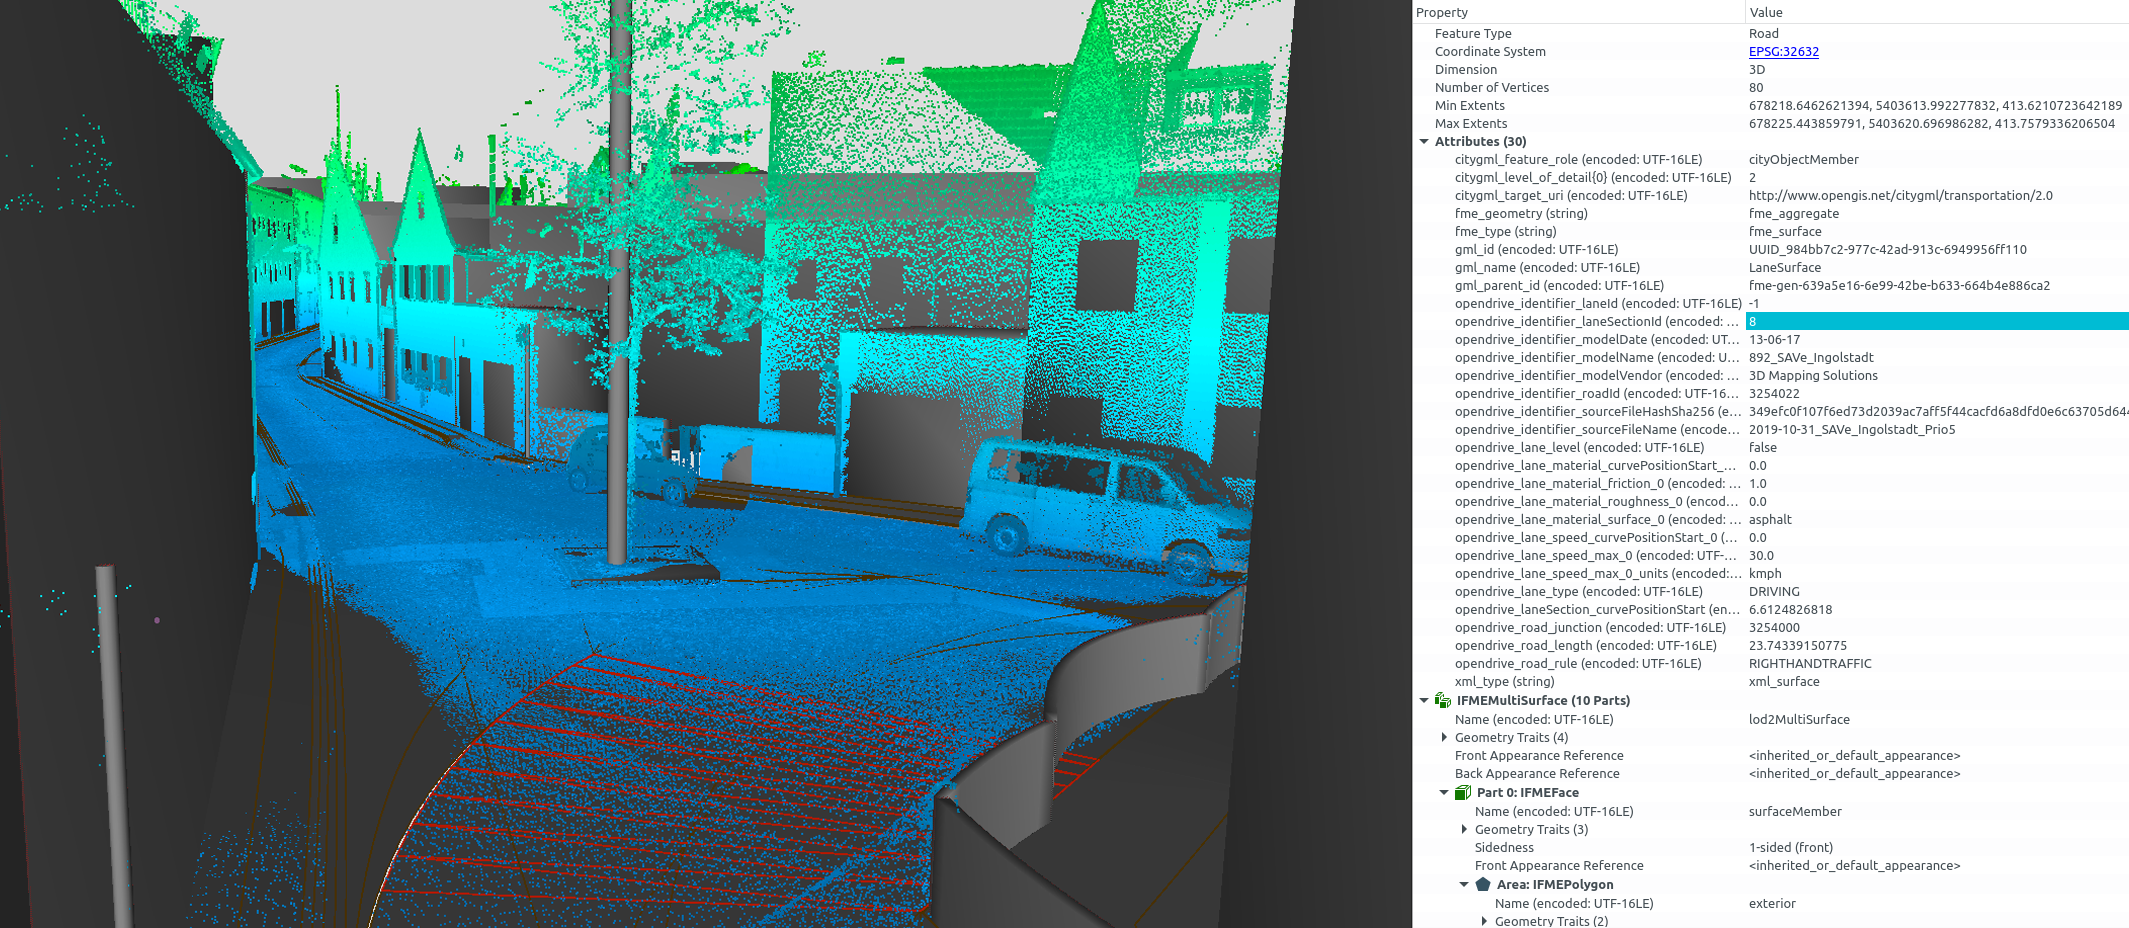 Property Value
Feature Type Road
Coordinate System EPSG:32632
Dimension 3D
Number of Vertices 80
Min Extents 678218.6462621394, 5403613.992277832, 413.6210723642189
Max Extents 678225.443859791, 5403620.696986282, 413.7579336206504
Attributes (30)
citygml_feature_role (encoded: UTF-16LE) cityObjectMember
citygml_level_of_detail{0} (encoded: UTF-16LE) 2
citygml_target_uri (encoded: UTF-16LE) http://www.opengis.net/citygml/transportation/2.0
fme_geometry (string) fme_aggregate
fme_type (string) fme_surface
gml_id (encoded: UTF-16LE) UUID_984bb7c2-977c-42ad-913c-6949956ff110
gml_name (encoded: UTF-16LE) LaneSurface
gml_parent_id (encoded: UTF-16LE) fme-gen-639a5e16-6e99-42be-b633-664b4e886ca2
opendrive_identifier_laneId (encoded: UTF-16LE) -1
opendrive_identifier_laneSectionId (encoded: ... 8
opendrive_identifier_modelDate (encoded: UT... 13-06-17
opendrive_identifier_modelName (encoded: U... 892_SAVe_Ingolstadt
opendrive_identifier_modelVendor (encoded: ... 3D Mapping Solutions
opendrive_identifier_roadId (encoded: UTF-16... 3254022
opendrive_identifier_sourceFileHashSha256 (e... 349efc0f107f6ed73d2039ac7aff5f44cacfd6a8dfd0e6c63705d64
opendrive_identifier_sourceFileName (encode... 2019-10-31_SAVe_Ingolstadt_Prio5
opendrive_lane_level (encoded: UTF-16LE) false
opendrive_lane_material_curvePositionStart_... 0.0
opendrive_lane_material_friction_0 (encoded: ... 1.0
opendrive_lane_material_roughness_0 (encod... 0.0
opendrive_lane_material_surface_0 (encoded: ... asphalt
opendrive_lane_speed_curvePositionStart_0 (... 0.0
opendrive_lane_speed_max_0 (encoded: UTF-... 30.0
opendrive_lane_speed_max_0_units (encoded:... kmph
opendrive_lane_type (encoded: UTF-16LE) DRIVING
opendrive_laneSection_curvePositionStart (en... 6.6124826818
opendrive_road_junction (encoded: UTF-16LE) 3254000
opendrive_road_length (encoded: UTF-16LE) 23.74339150775
opendrive_road_rule (encoded: UTF-16LE) RIGHTHANDTRAFFIC
xml_type (string) xml_surface
IFMEMultiSurface (10 Parts)
Name (encoded: UTF-16LE) lod2MultiSurface
Geometry Traits (4)
Front Appearance Reference <inherited_or_default_appearance>
Back Appearance Reference <inherited_or_default_appearance>
Part 0: IFMEFace
Name (encoded: UTF-16LE) surfaceMember
Geometry Traits (3)
Sidedness 1-sided (front)
Front Appearance Reference <inherited_or_default_appearance>
Area: IFMEPolygon
Name (encoded: UTF-16LE) exterior
Geometry Traits (2)